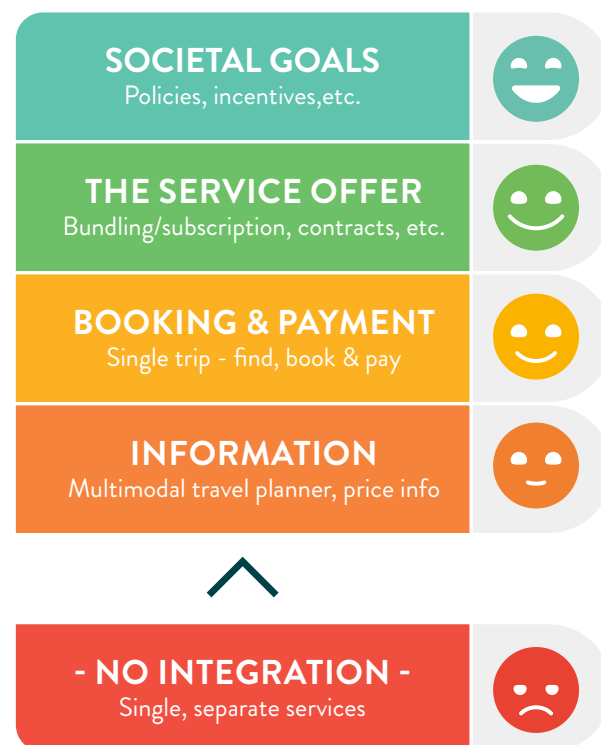 SOCIETAL GOALS
Policies, incentives,etc.
THE SERVICE OFFER
Bundling/subscription, contracts, etc.
BOOKING & PAYMENT
Single trip - find, book & pay
INFORMATION
Multimodal travel planner, price info
- NO INTEGRATION -
Single, separate services